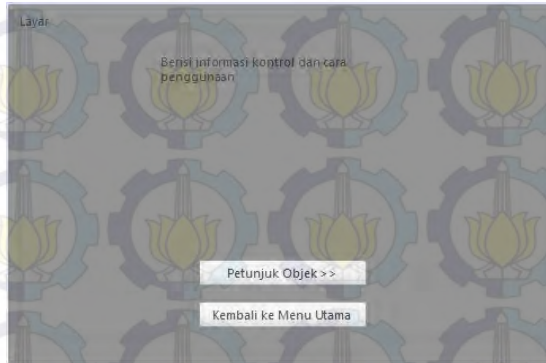 Layar
Berisi informasi kontrol dan cara
penggunaan
Petunjuk Objek >>
Kembali ke Menu Utama